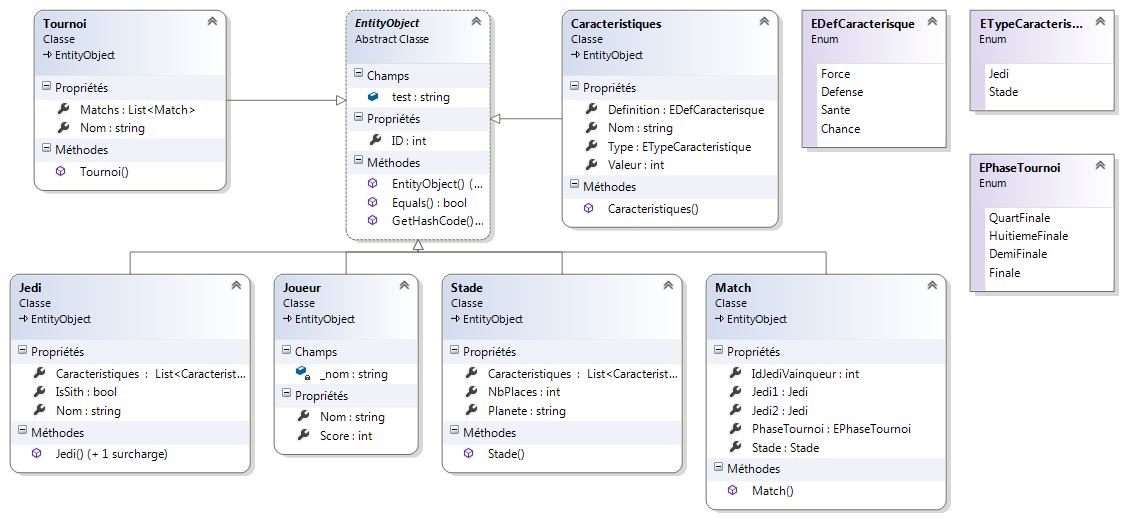 Tournoi
Classe
EntityObject
Propriétés
Matchs : List<Match>
Nom : string
Méthodes
Tournoi()
EntityObject
Abstract Classe
Champs
test : string
Propriétés
ID : int
Méthodes
EntityObject() (...
Equals() : bool
GetHashCode()...
Caracteristiques
Classe
EntityObject
Propriétés
Definition : EDefCaracterisque
Nom : string
Type : ETypeCaracteristique
Valeur : int
Méthodes
Caracteristiques()
EDefCaracterisque
Enum
Force
Defense
Sante
Chance
ETypeCaracteris...
Enum
Jedi
Stade
EPhaseTournoi
Enum
QuartFinale
HuitiemeFinale
DemiFinale
Finale
Jedi
Classe
EntityObject
Propriétés
Caracteristiques : List<Caracterist...
IsSith : bool
Nom : string
Méthodes
Jedi() (+ 1 surcharge)
Joueur
Classe
EntityObject
Champs
_nom : string
Propriétés
Nom : string
Score : int
Stade
Classe
EntityObject
Propriétés
Caracteristiques : List<Caracterist...
NbPlaces : int
Planete : string
Méthodes
Stade()
Match
Classe
EntityObject
Propriétés
IdJediVainqueur : int
Jedi1 : Jedi
Jedi2 : Jedi
PhaseTournoi : EPhaseTournoi
Stade : Stade
Méthodes
Match()